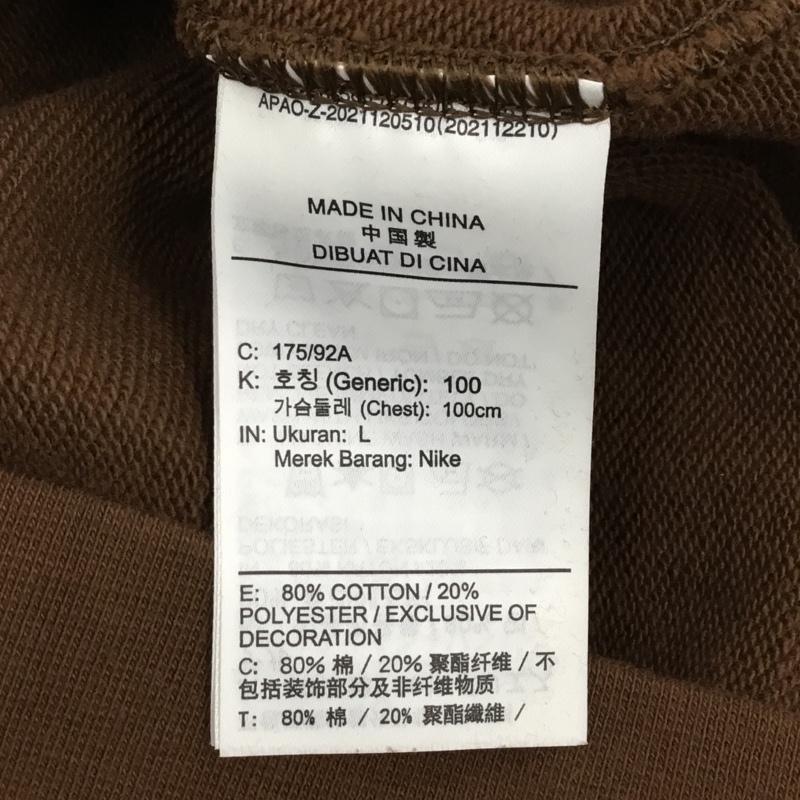 APAO-Z-2021120510(202112210)
MADE IN CHINA
中国製
DIBUAT DI CINA
C: 175/92A
K: 호칭 (Generic): 100
가슴둘레 (Chest): 100cm
IN: Ukuran: L
Merek Barang: Nike
E: 80% COTTON / 20%
POLYESTER / EXCLUSIVE OF
DECORATION
C: 80% 棉 / 20% 聚酯纤维 / 不
包括装饰部分及非纤维物质
T: 80% 棉 / 20% 聚酯纖維 /